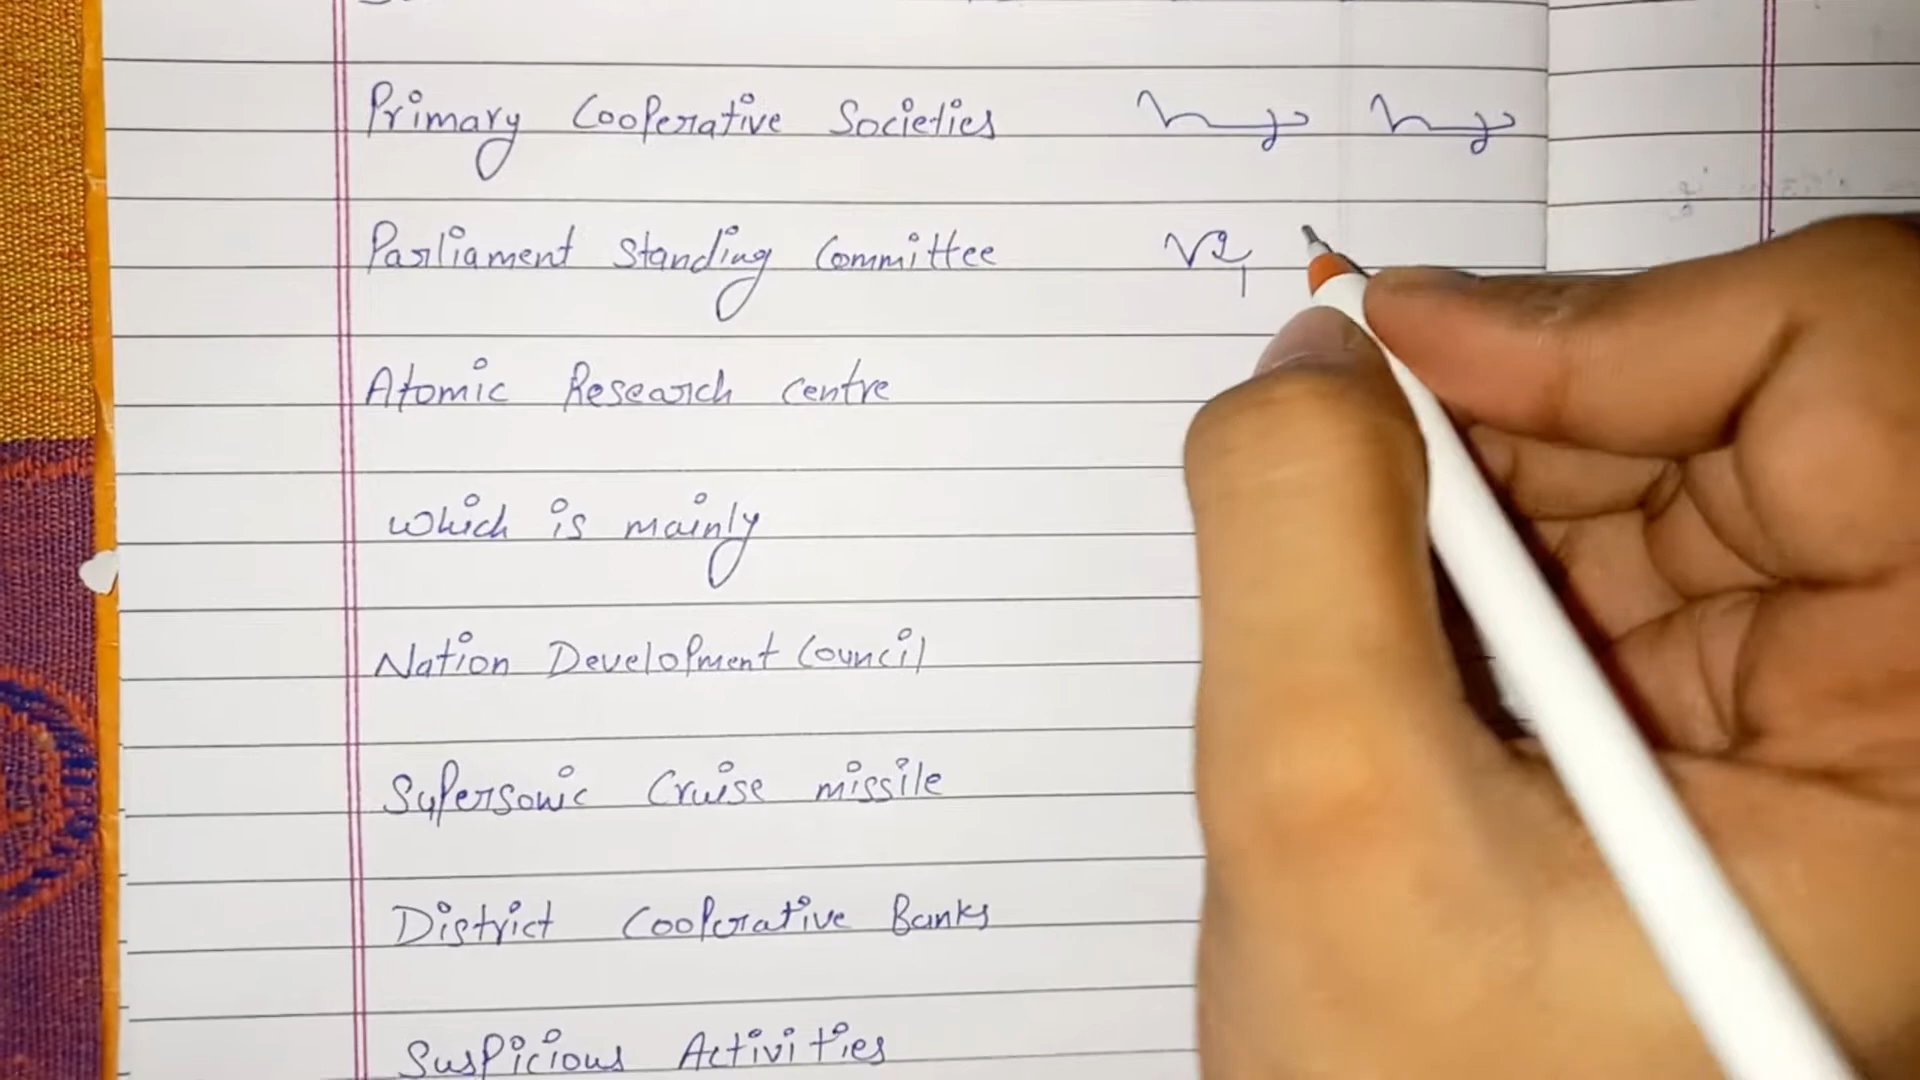 Primary Cooperative Societies
Parliament Standing Committee
Atomic Research centre
which is mainly
Nation Development Council
Supersonic Cruise missile
District Cooperative Banks
Suspicious Activities